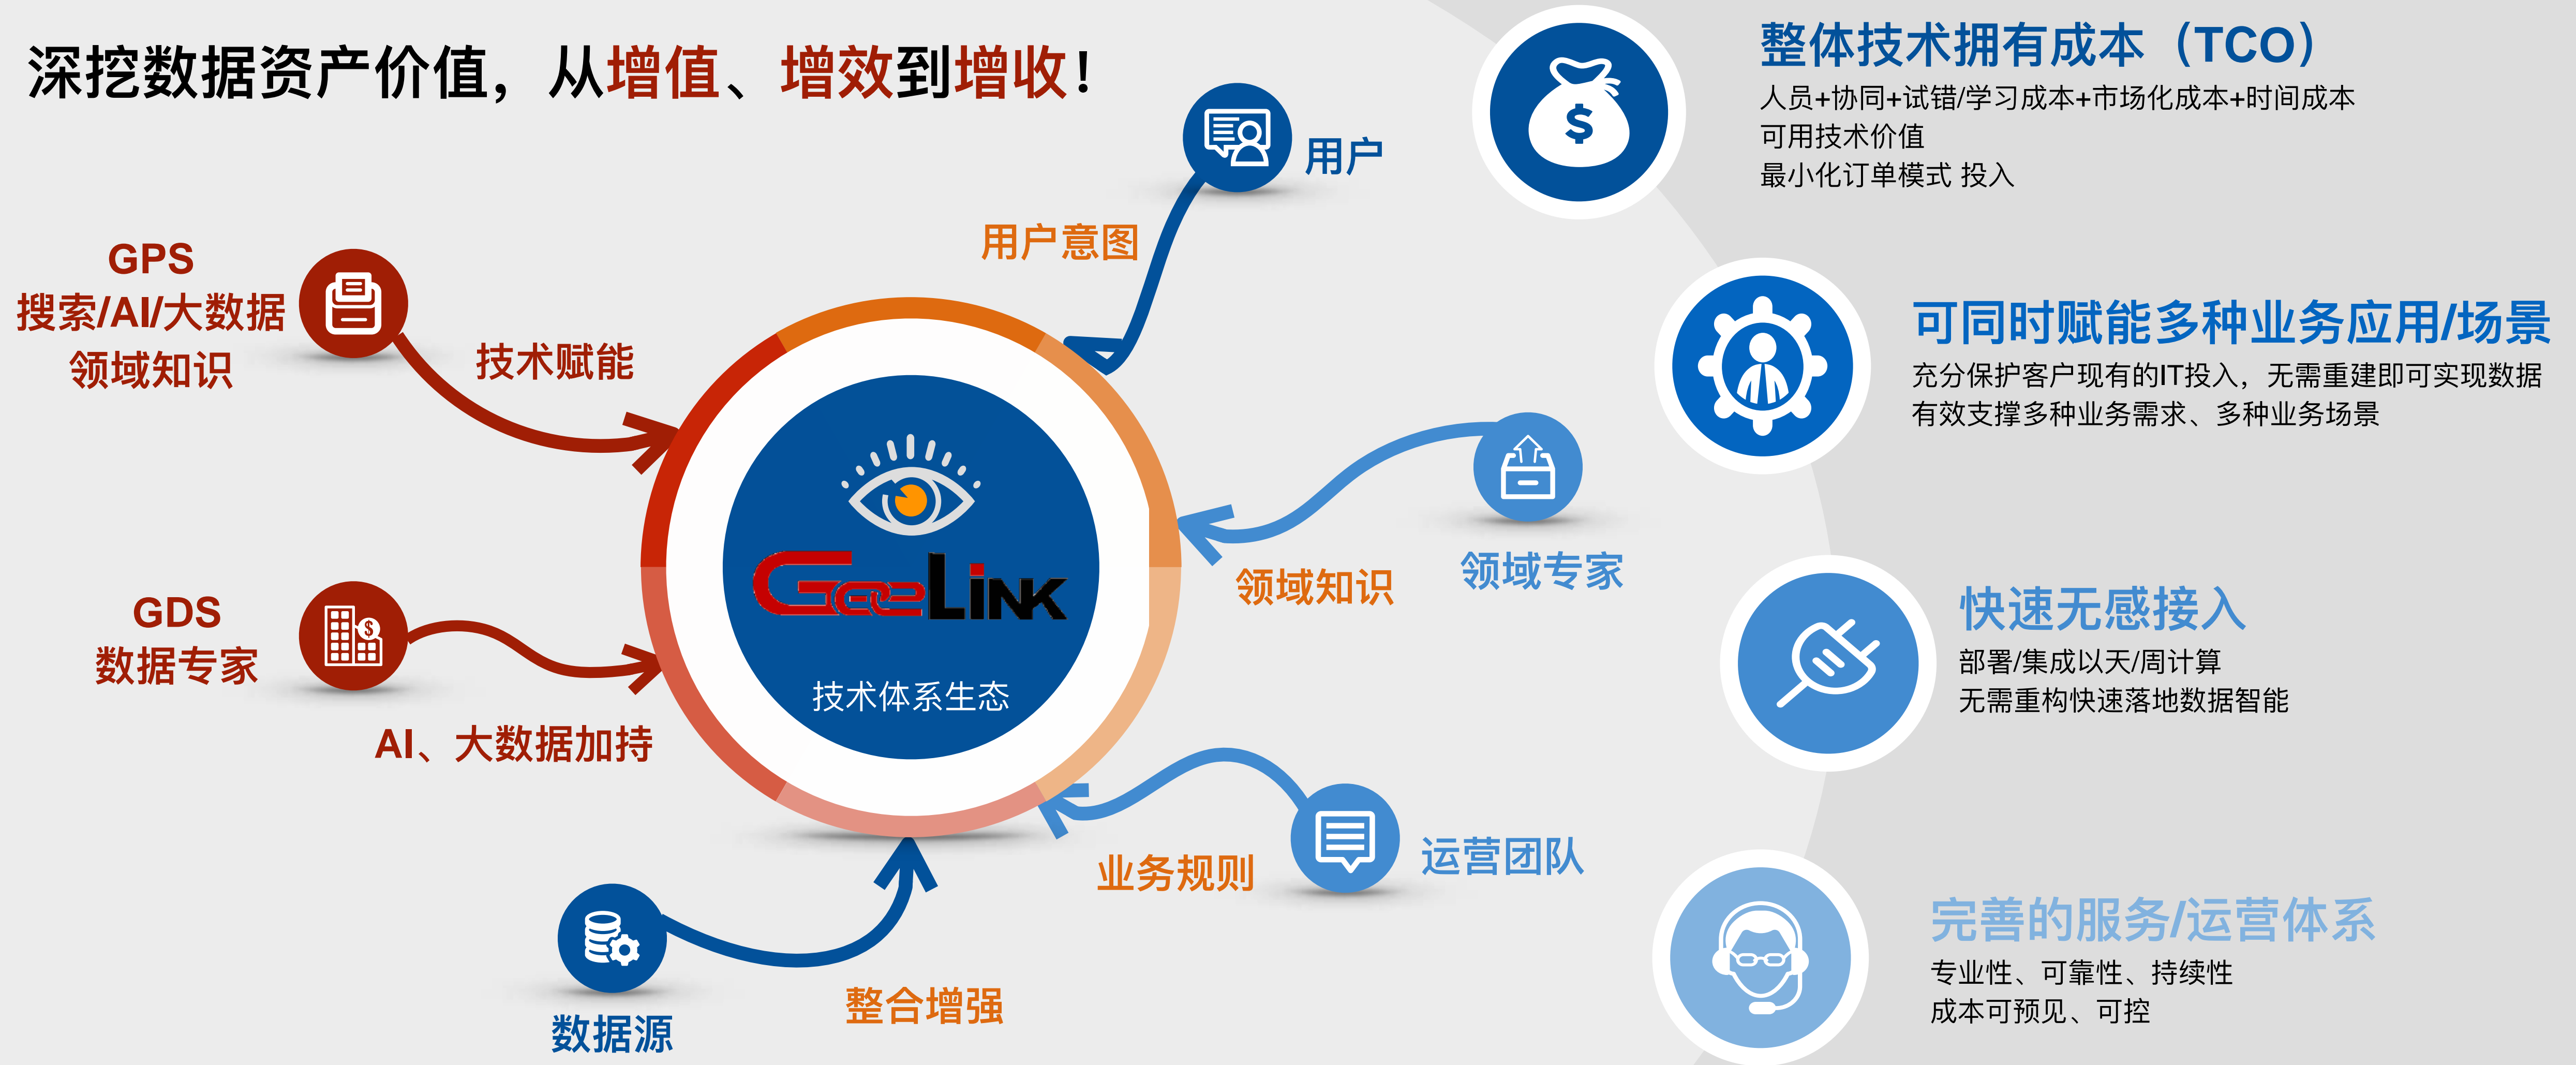 深挖数据资产价值，从增值、增效到增收！
用户
用户意图
GPS
搜索/AI/大数据
领域知识
技术赋能
GDS
数据专家
AI、大数据加持
GeeLink
技术体系生态
领域知识
领域专家
业务规则
运营团队
数据源
整合增强
整体技术拥有成本（TCO）
人员+协同+试错/学习成本+市场化成本+时间成本
可用技术价值
最小化订单模式 投入
可同时赋能多种业务应用/场景
充分保护客户现有的IT投入，无需重建即可实现数据
有效支撑多种业务需求、多种业务场景
快速无感接入
部署/集成以天/周计算
无需重构快速落地数据智能
完善的服务/运营体系
专业性、可靠性、持续性
成本可预见、可控